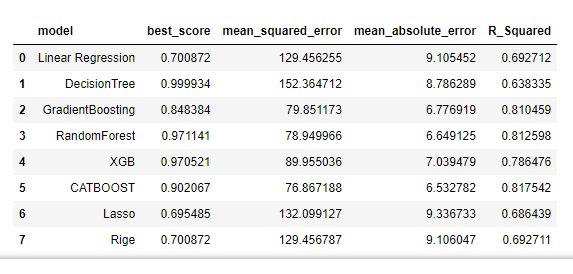 model best_score mean_squared_error mean_absolute_error R_Squared
0 Linear Regression 0.700872 129.456255 9.105452 0.692712
1 DecisionTree 0.999934 152.364712 8.786289 0.638335
2 GradientBoosting 0.848384 79.851173 6.776919 0.810459
3 RandomForest 0.971141 78.949966 6.649125 0.812598
4 XGB 0.970521 89.955036 7.039479 0.786476
5 CATBOOST 0.902067 76.867188 6.532782 0.817542
6 Lasso 0.695485 132.099127 9.336733 0.686439
7 Rige 0.700872 129.456787 9.106047 0.692711